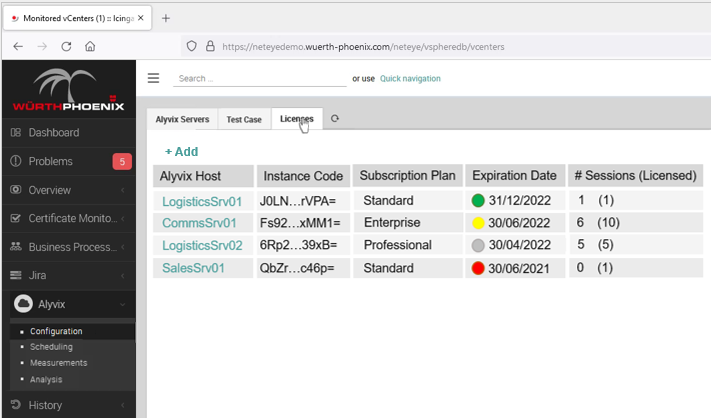 Monitored vCenters (1) :: Icinga
https://neteyedemo.wuerth-phoenix.com/neteye/vspheredb/vcenters
WÜRTHPHOENIX
Search ...
or use Quick navigation
Dashboard
Problems 5
Overview
Certificate Monito...
Business Process...
Jira
Alyvix
Configuration
Scheduling
Measurements
Analysis
History
Alyvix Servers Test Case Licenses
+ Add
Alyvix Host Instance Code Subscription Plan Expiration Date # Sessions (Licensed)
LogisticsSrv01 J0LN...rVPA= Standard 31/12/2022 1 (1)
CommsSrv01 Fs92...xMM1= Enterprise 30/06/2022 6 (10)
LogisticsSrv02 6Rp2...39xB= Professional 30/04/2022 5 (5)
SalesSrv01 QbZr...c46p= Standard 30/06/2021 0 (1)